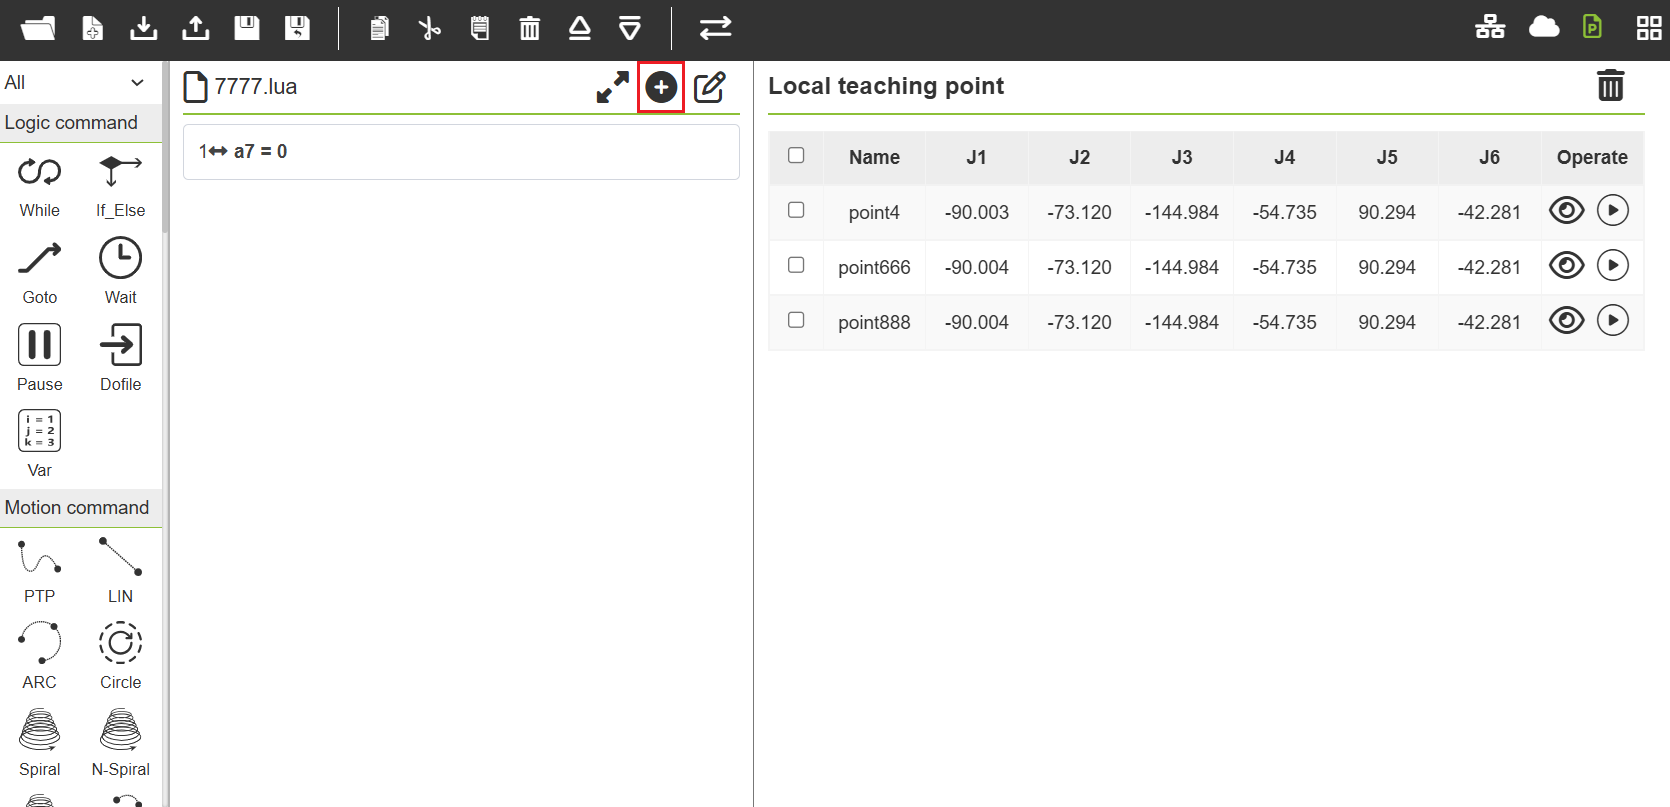 All
7777.lua
Local teaching point
Logic command
1 a7 = 0
While
If_Else
Goto
Wait
Pause
Dofile
i = 1
j = 2
k = 3
Var
Motion command
PTP
LIN
ARC
Circle
Spiral
N-Spiral
Name J1 J2 J3 J4 J5 J6 Operate
point4 -90.003 -73.120 -144.984 -54.735 90.294 -42.281
point666 -90.004 -73.120 -144.984 -54.735 90.294 -42.281
point888 -90.004 -73.120 -144.984 -54.735 90.294 -42.281
P